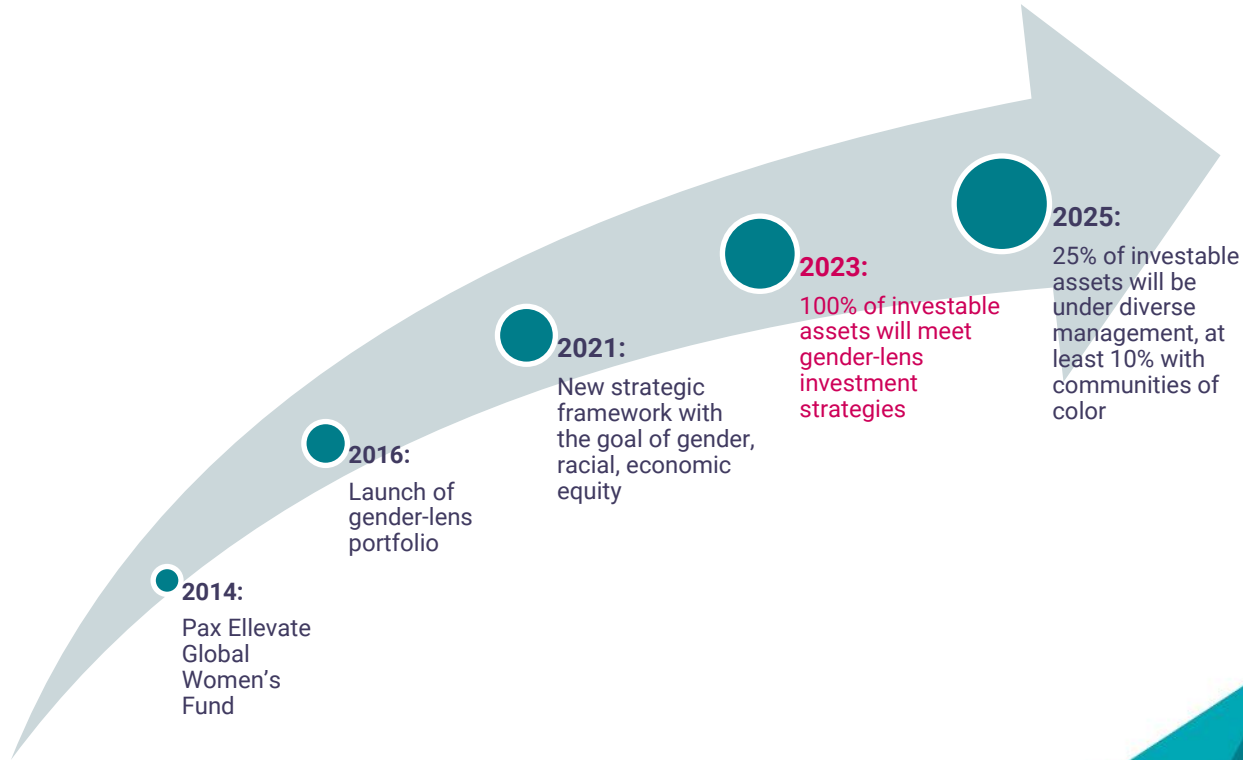 2014:
Pax Ellevate
Global
Women’s
Fund
2016:
Launch of
gender-lens
portfolio
2021:
New strategic
framework with
the goal of gender,
racial, economic
equity
2023:
100% of investable
assets will meet
gender-lens
investment
strategies
2025:
25% of investable
assets will be
under diverse
management, at
least 10% with
communities of
color